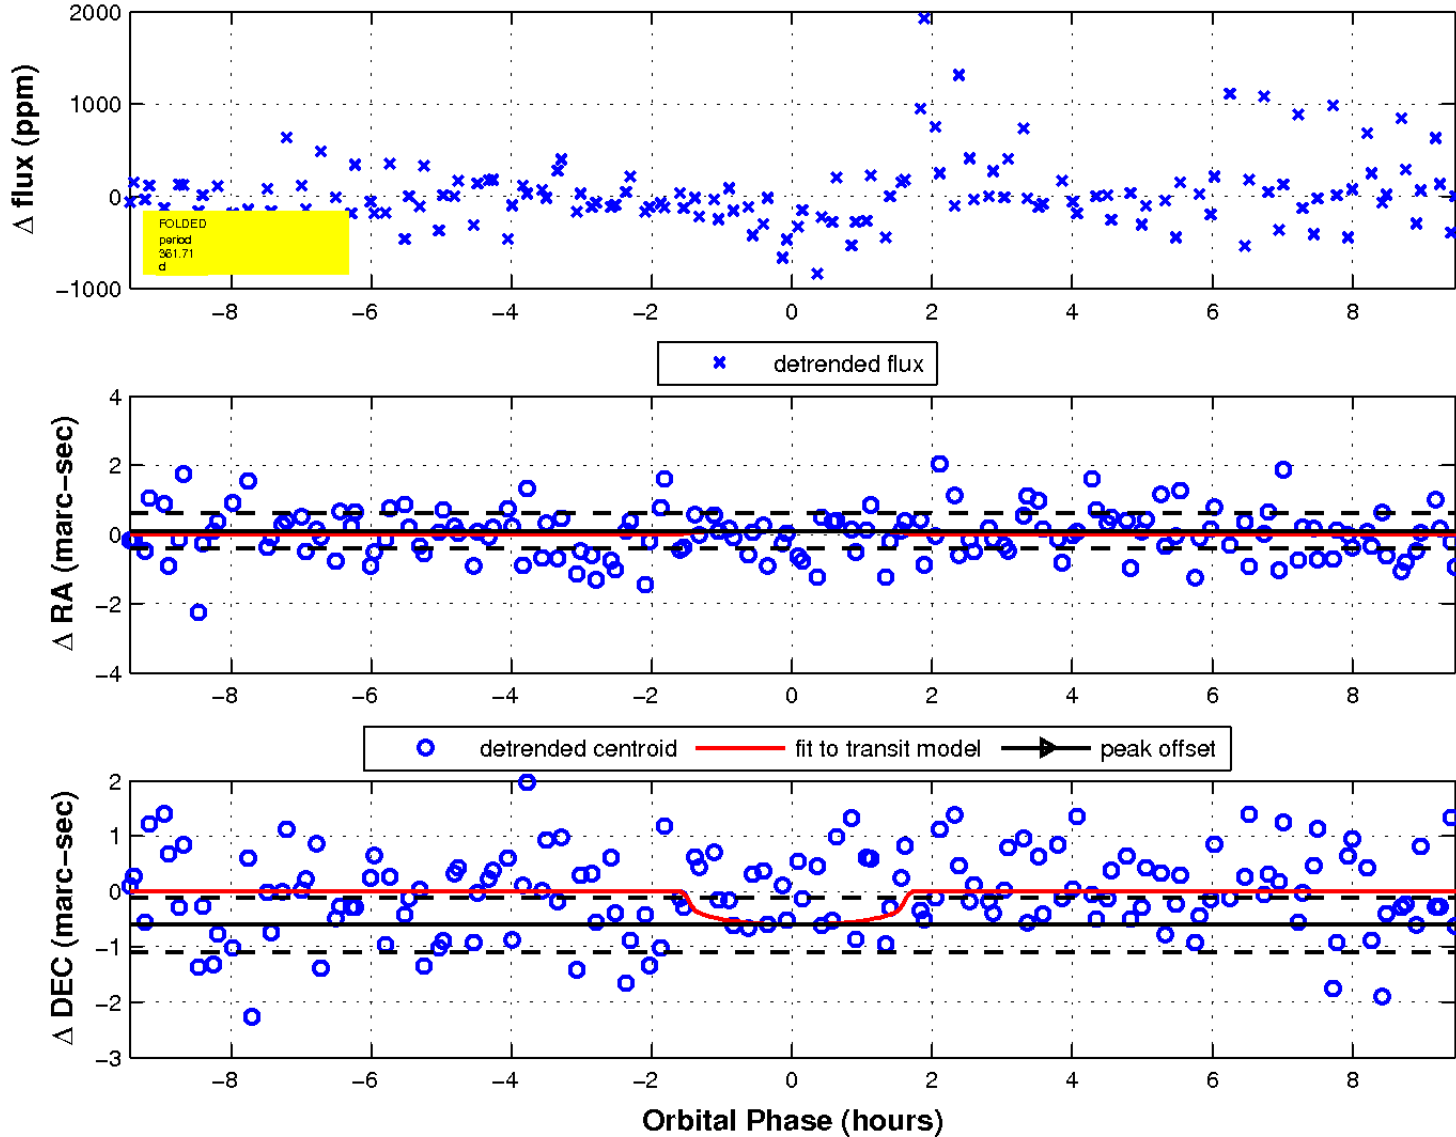 2000
1000
0
−1000
Δ flux (ppm)
FOLDED
period
361.71
d
−8 −6 −4 −2 0 2 4 6 8
detrended flux
4
2
0
−2
−4
Δ RA (marc−sec)
−8 −6 −4 −2 0 2 4 6 8
detrended centroid fit to transit model peak offset
2
1
0
−1
−2
−3
Δ DEC (marc−sec)
−8 −6 −4 −2 0 2 4 6 8
Orbital Phase (hours)